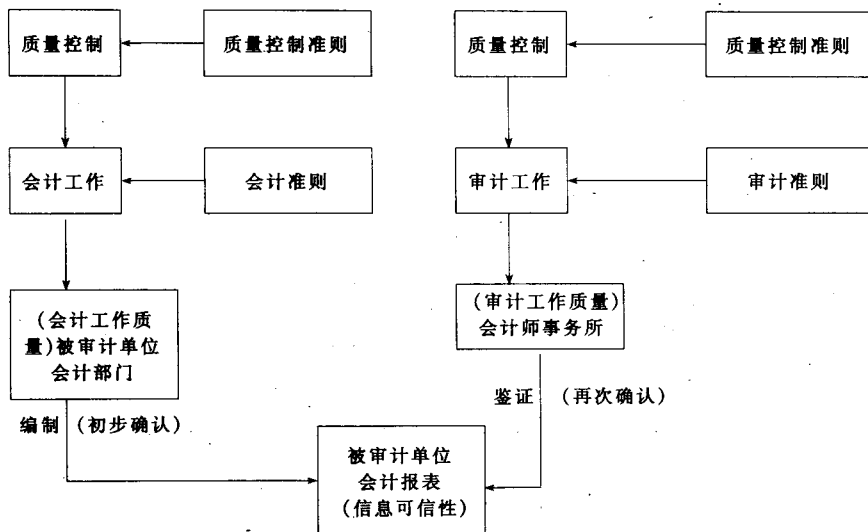 质量控制
质量控制准则
质量控制
质量控制准则
会计工作
会计准则
审计工作
审计准则
(会计工作质
量)被审计单位
会计部门
(审计工作质量)
会计师事务所
编制 (初步确认)
鉴证 (再次确认)
被审计单位
会计报表
(信息可信性)